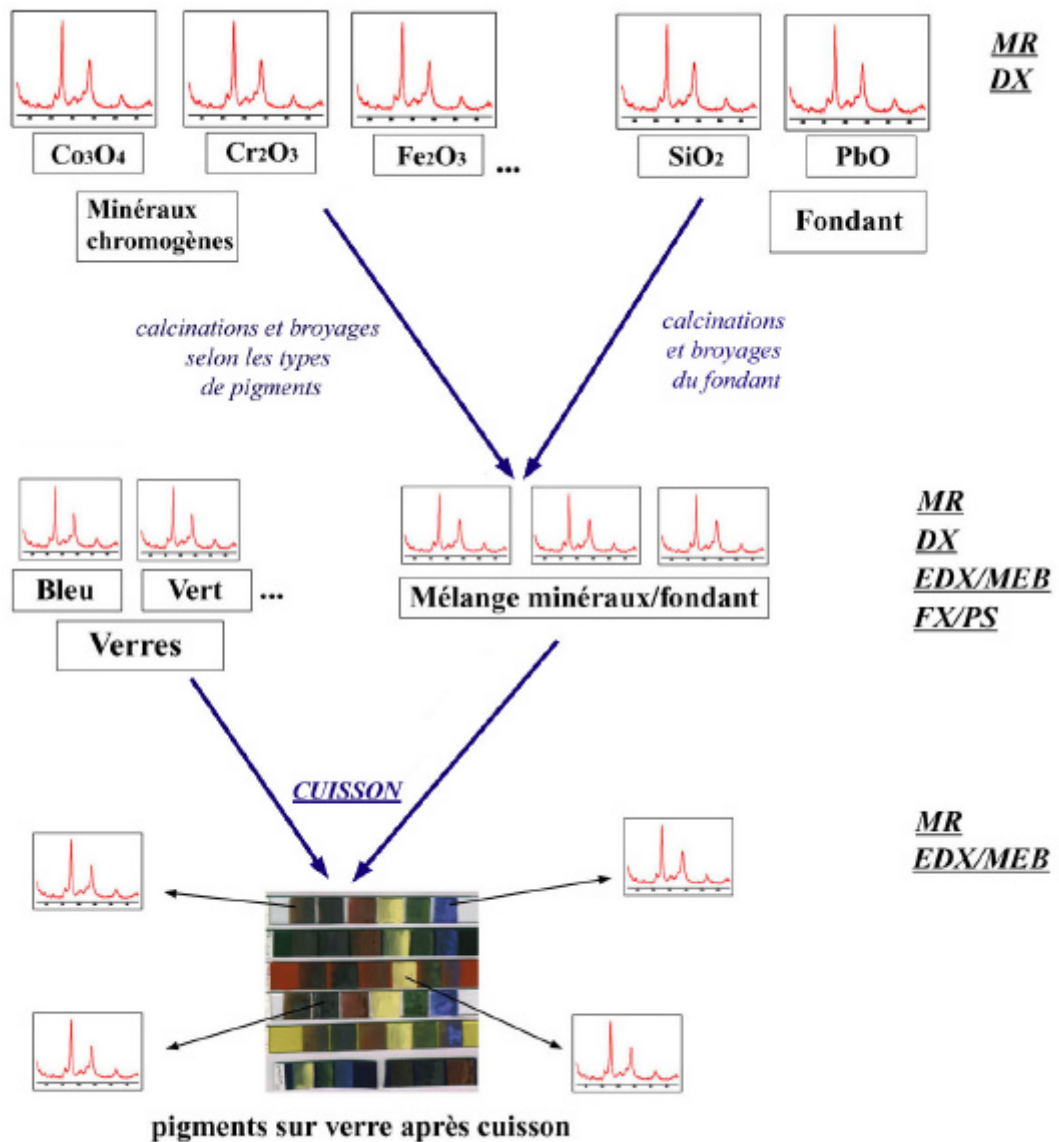 MR
DX
Co3O4
Cr2O3
Fe2O3
...
SiO2
PbO
Minéraux
chromogènes
Fondant
calcinations et broyages
selon les types
de pigments
calcinations
et broyages
du fondant
Bleu
Vert
...
Verres
Mélange minéraux/fondant
MR
DX
EDX/MEB
FX/PS
CUISSON
MR
EDX/MEB
pigments sur verre après cuisson